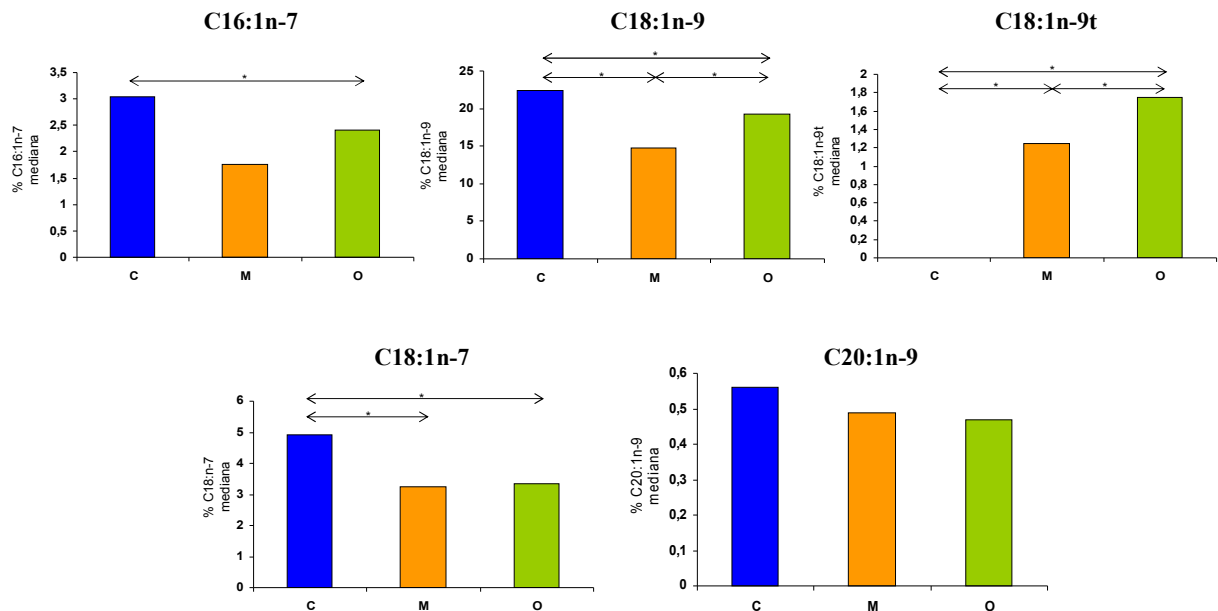 C16:1n-7
3,5
3
2,5
2
1,5
1
0,5
0
% C16:1n-7
mediana
*
C
M
O
C18:1n-9
25
20
15
10
5
0
% C18:1n-9
mediana
*
*
*
C
M
O
C18:1n-9t
2
1,8
1,6
1,4
1,2
1
0,8
0,6
0,4
0,2
0
% C18:1n-9t
mediana
*
*
*
C
M
O
C18:1n-7
6
5
4
3
2
1
0
% C18:n-7
mediana
*
*
C
M
O
C20:1n-9
0,6
0,5
0,4
0,3
0,2
0,1
0
% C20:1n-9
mediana
C
M
O